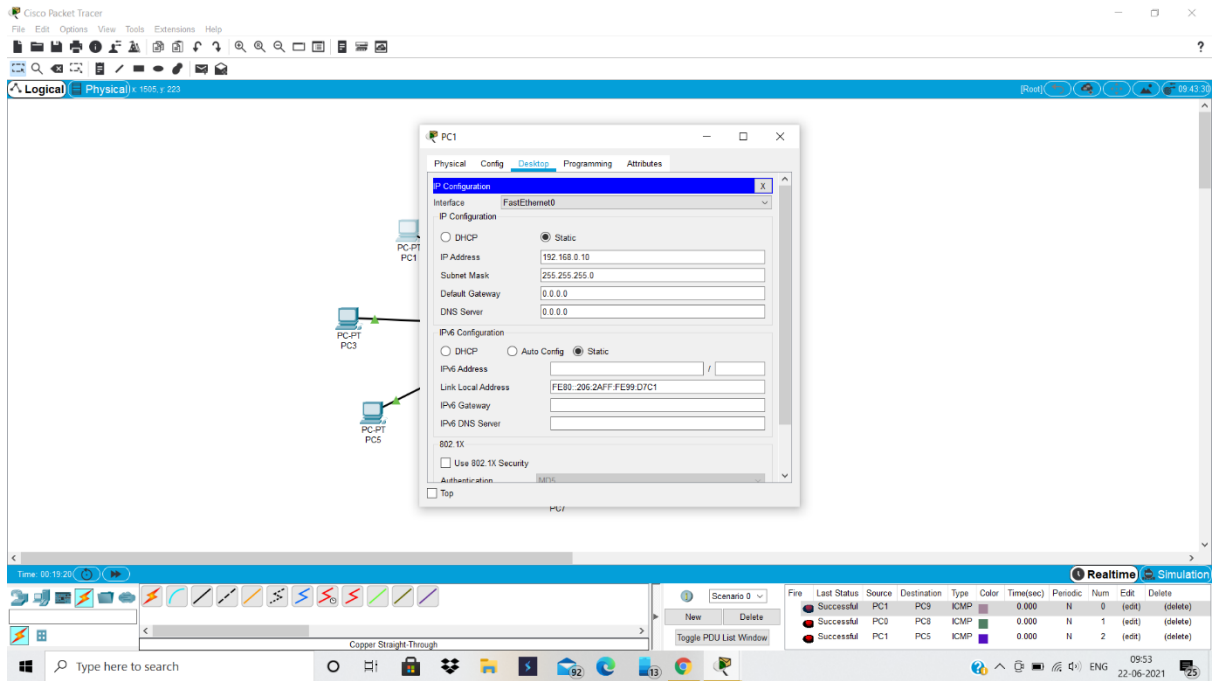 Cisco Packet Tracer
File Edit Options View Tools Extensions Help
?
Logical Physical x: 1505, y: 223 [Root] 09:43:30
PC1
Physical Config Desktop Programming Attributes
IP Configuration X
Interface FastEthernet0
IP Configuration
DHCP Static
IP Address 192.168.0.10
Subnet Mask 255.255.255.0
Default Gateway 0.0.0.0
DNS Server 0.0.0.0
IPv6 Configuration
DHCP Auto Config Static
IPv6 Address /
Link Local Address FE80::206:2AFF:FE99:D7C1
IPv6 Gateway
IPv6 DNS Server
802.1X
Use 802.1X Security
Authentication MD5
Top
PC-PT
PC1
PC-PT
PC3
PC-PT
PC5
PC7
Time: 00:19:20 Realtime Simulation
Scenario 0
New Delete
Toggle PDU List Window
Fire Last Status Source Destination Type Color Time(sec) Periodic Num Edit Delete
Successful PC1 PC9 ICMP 0.000 N 0 (edit) (delete)
Successful PC0 PC8 ICMP 0.000 N 1 (edit) (delete)
Successful PC1 PC5 ICMP 0.000 N 2 (edit) (delete)
Copper Straight-Through
Type here to search
92
13
ENG
09:53
22-06-2021
25